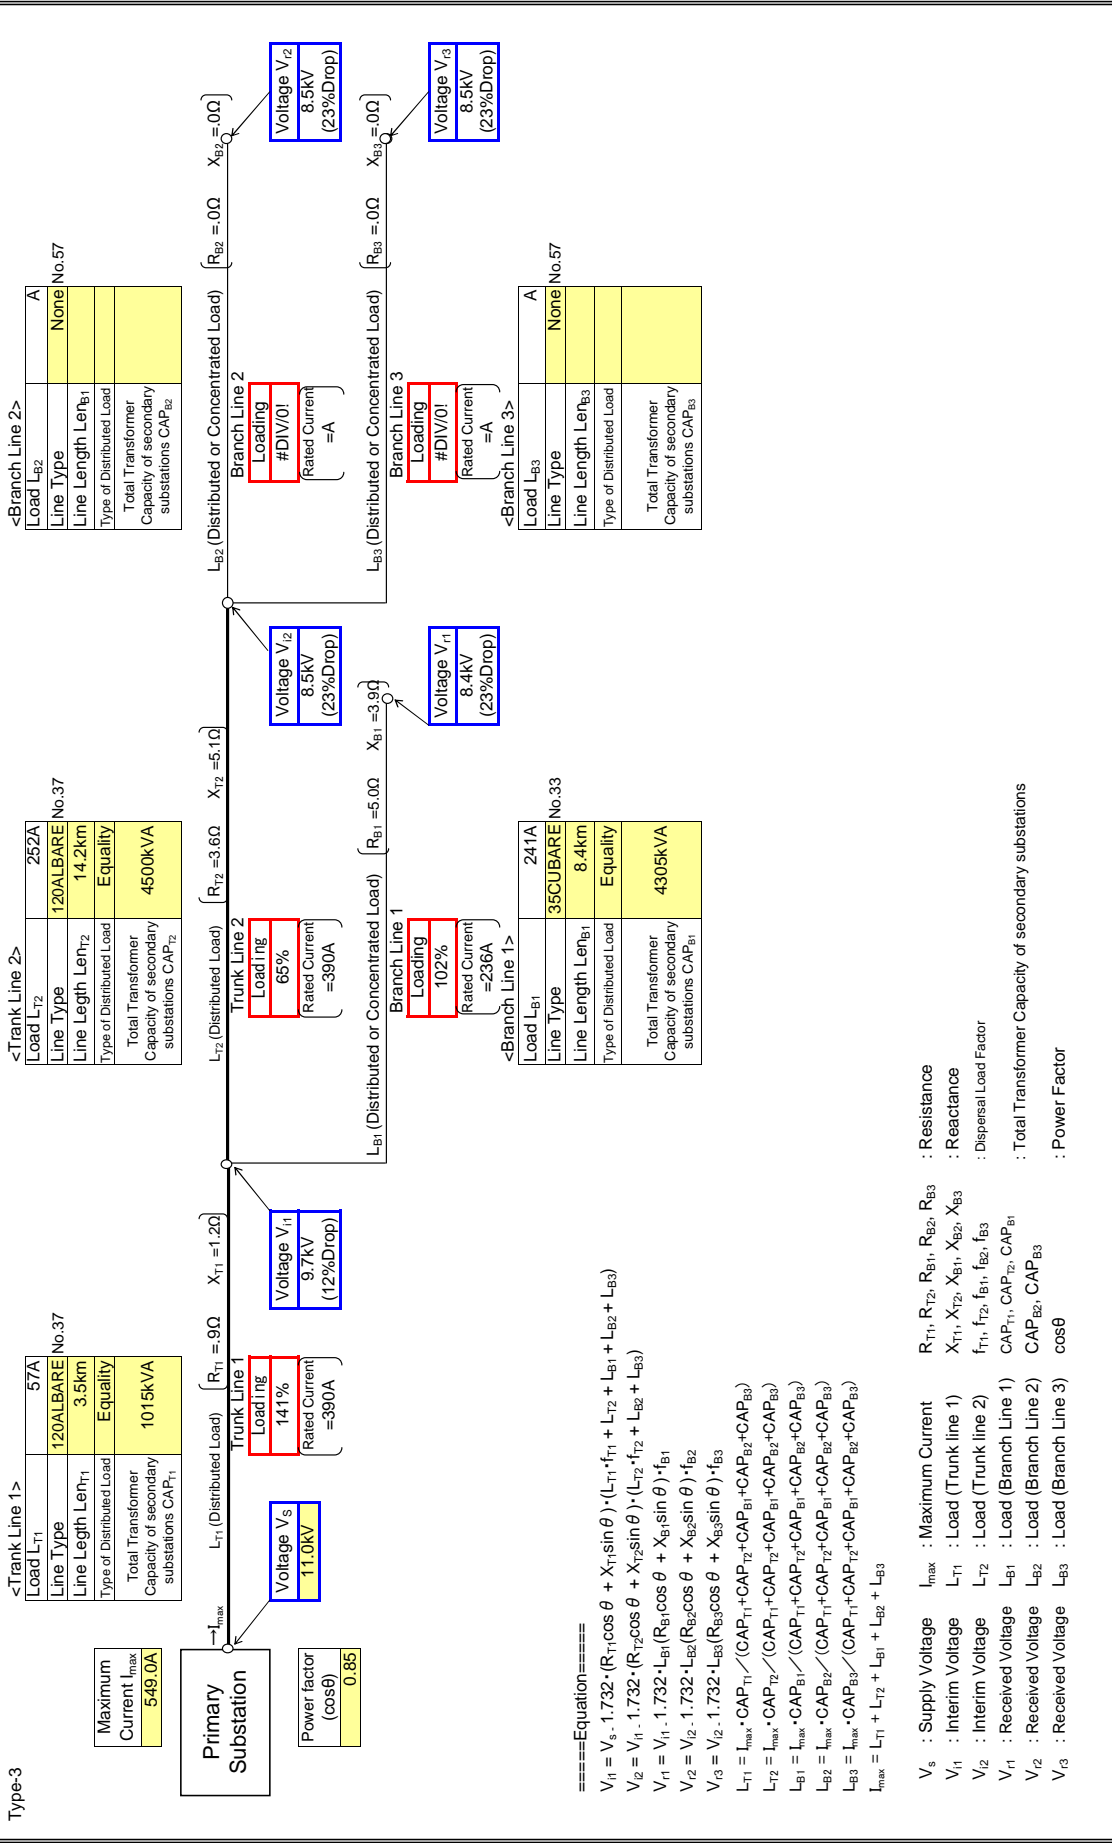 Type-3
Maximum
Current Imax
549.0A
Primary
Substation
Power factor
(cosθ)
0.85
→Imax
Voltage VS
11.0kV
<Trank Line 1>
Load LT1 57A
Line Type 120ALBARE No.37
Line Legth LenT1 3.5km
Type of Distributed Load Equality
Total Transformer
Capacity of secondary
substations CAPT1
1015kVA
LT1 (Distributed Load)
RT1 =.9Ω XT1 =1.2Ω
Trunk Line 1
Loading
141%
Rated Current
=390A
Voltage Vi1
9.7kV
(12%Drop)
<Trank Line 2>
Load LT2 252A
Line Type 120ALBARE No.37
Line Length LenT2 14.2km
Type of Distributed Load Equality
Total Transformer
Capacity of secondary
substations CAPT2
4500kVA
LT2 (Distributed Load)
RT2 =3.6Ω XT2 =5.1Ω
Trunk Line 2
Loading
65%
Rated Current
=390A
Voltage Vi2
8.5kV
(23%Drop)
LB1 (Distributed or Concentrated Load)
RB1 =5.0Ω XB1 =3.9Ω
Branch Line 1
Loading
102%
Rated Current
=236A
Voltage Vr1
8.4kV
(23%Drop)
<Branch Line 1>
Load LB1 241A
Line Type 35CUBARE No.33
Line Length LenB1 8.4km
Type of Distributed Load Equality
Total Transformer
Capacity of secondary
substations CAPB1
4305kVA
<Branch Line 2>
Load LB2 A
Line Type None No.57
Line Length LenB1
Type of Distributed Load
Total Transformer
Capacity of secondary
substations CAPB2
LB2 (Distributed or Concentrated Load)
RB2 =.0Ω XB2 =.0Ω
Branch Line 2
Loading
#DIV/0!
Rated Current
=A
Voltage Vr2
8.5kV
(23%Drop)
LB3 (Distributed or Concentrated Load)
RB3 =.0Ω XB3 =.0Ω
Branch Line 3
Loading
#DIV/0!
Rated Current
=A
Voltage Vr3
8.5kV
(23%Drop)
<Branch Line 3>
Load LB3 A
Line Type None No.57
Line Length LenB3
Type of Distributed Load
Total Transformer
Capacity of secondary
substations CAPB3
=====Equation=====
Vi1 = Vs - 1.732・(RT1cosθ + XT1sinθ)・(LT1・fT1 + LT2 + LB1 + LB2 + LB3)
Vi2 = Vi1 - 1.732・(RT2cosθ + XT2sinθ)・(LT2・fT2 + LB2 + LB3)
Vr1 = Vi1 - 1.732・LB1(RB1cosθ + XB1sinθ)・fB1
Vr2 = Vi2 - 1.732・LB2(RB2cosθ + XB2sinθ)・fB2
Vr3 = Vi2 - 1.732・LB3(RB3cosθ + XB3sinθ)・fB3
LT1 = Imax・CAPT1／(CAPT1+CAPT2+CAPB1+CAPB2+CAPB3)
LT2 = Imax・CAPT2／(CAPT1+CAPT2+CAPB1+CAPB2+CAPB3)
LB1 = Imax・CAPB1／(CAPT1+CAPT2+CAPB1+CAPB2+CAPB3)
LB2 = Imax・CAPB2／(CAPT1+CAPT2+CAPB1+CAPB2+CAPB3)
LB3 = Imax・CAPB3／(CAPT1+CAPT2+CAPB1+CAPB2+CAPB3)
Imax = LT1 + LT2 + LB1 + LB2 + LB3
Vs : Supply Voltage Imax : Maximum Current RT1, RT2, RB1, RB2, RB3 : Resistance
Vi1 : Interim Voltage LT1 : Load (Trunk line 1) XT1, XT2, XB1, XB2, XB3 : Reactance
Vi2 : Interim Voltage LT2 : Load (Trunk line 2) fT1, fT2, fB1, fB2, fB3 : Dispersal Load Factor
Vr1 : Received Voltage LB1 : Load (Branch Line 1) CAPT1, CAPT2, CAPB1
Vr2 : Received Voltage LB2 : Load (Branch Line 2) CAPB2, CAPB3 : Total Transformer Capacity of secondary substations
Vr3 : Received Voltage LB3 : Load (Branch Line 3) cosθ : Power Factor